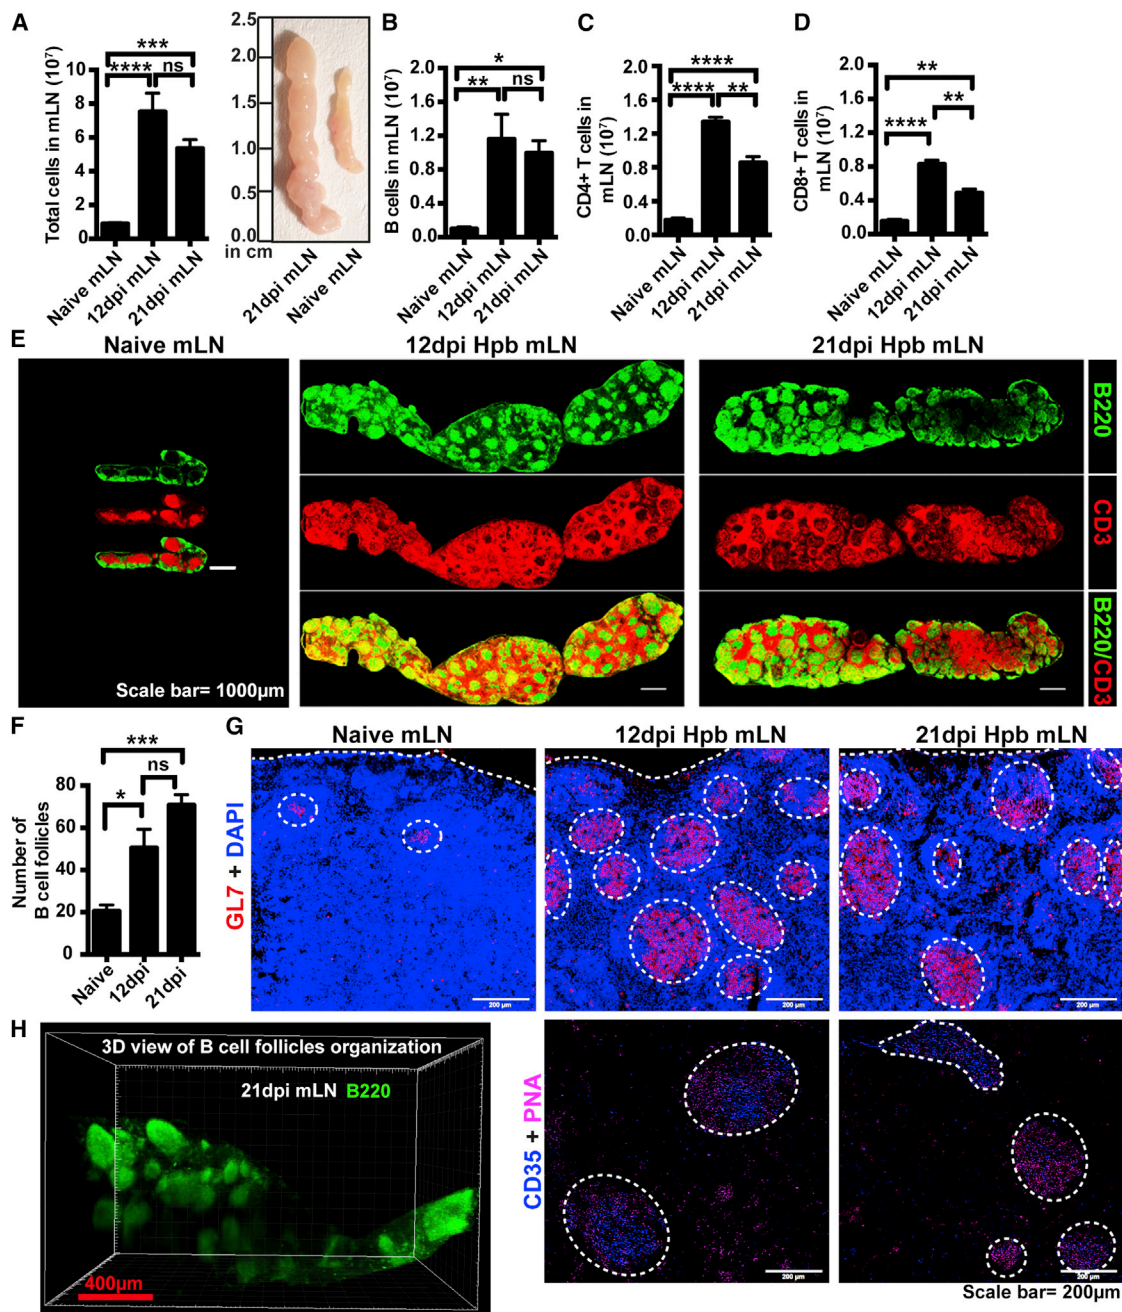 A
Total cells in mLN (10⁷)
10
8
6
4
2
0
***
****
ns
Naive mLN
12dpi mLN
21dpi mLN
2.5
2.0
1.5
1.0
0.5
0.0
in cm
21dpi mLN
Naive mLN
B
B cells in mLN (10⁷)
2.0
1.6
1.2
0.8
0.4
0.0
*
**
ns
Naive mLN
12dpi mLN
21dpi mLN
C
CD4+ T cells in
mLN (10⁷)
2.0
1.6
1.2
0.8
0.4
0.0
****
****
**
Naive mLN
12dpi mLN
21dpi mLN
D
CD8+ T cells in
mLN (10⁷)
2.0
1.6
1.2
0.8
0.4
0.0
**
**
****
Naive mLN
12dpi mLN
21dpi mLN
E
Naive mLN
12dpi Hpb mLN
21dpi Hpb mLN
B220
CD3
B220/CD3
Scale bar= 1000µm
F
Number of
B cell follicles
80
60
40
20
0
***
ns
*
Naive
12dpi
21dpi
G
Naive mLN
12dpi Hpb mLN
21dpi Hpb mLN
GL7 + DAPI
200 µm
200 µm
200 µm
CD35 + PNA
200 µm
200 µm
Scale bar= 200µm
H
3D view of B cell follicles organization
21dpi mLN B220
400µm